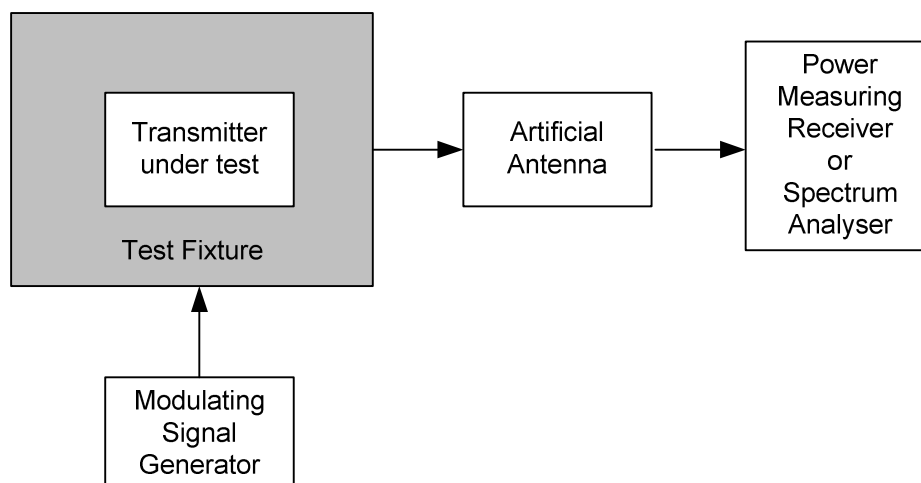 Transmitter
under test
Test Fixture
Artificial
Antenna
Power
Measuring
Receiver
or
Spectrum
Analyser
Modulating
Signal
Generator